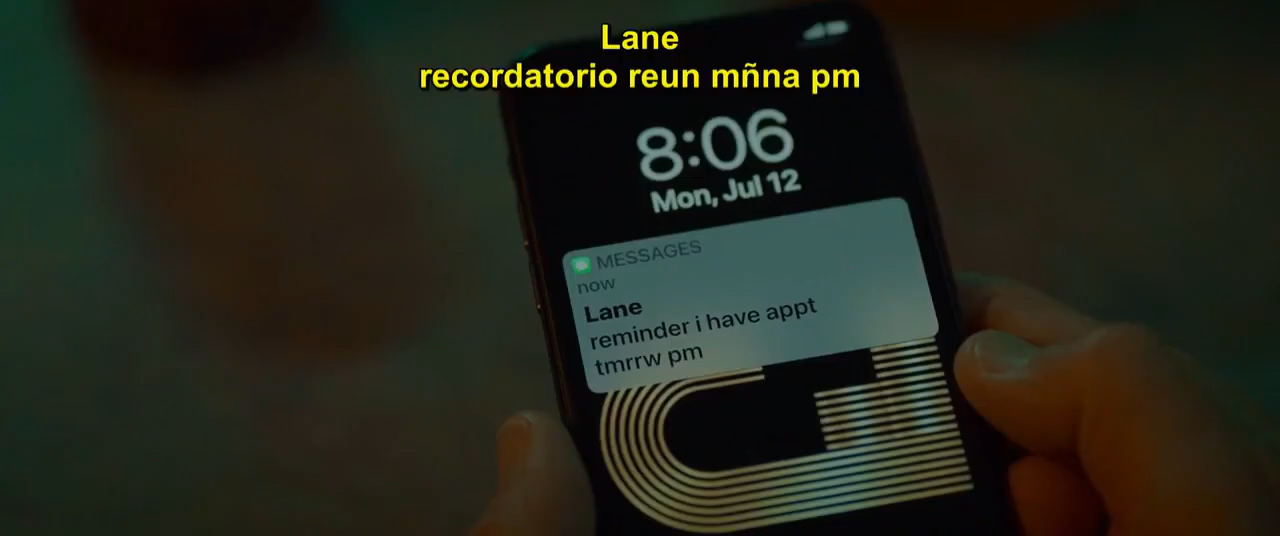 Lane
recordatorio reun mñna pm
8:06
Mon, Jul 12
MESSAGES
now
Lane
reminder i have appt
tmrrw pm